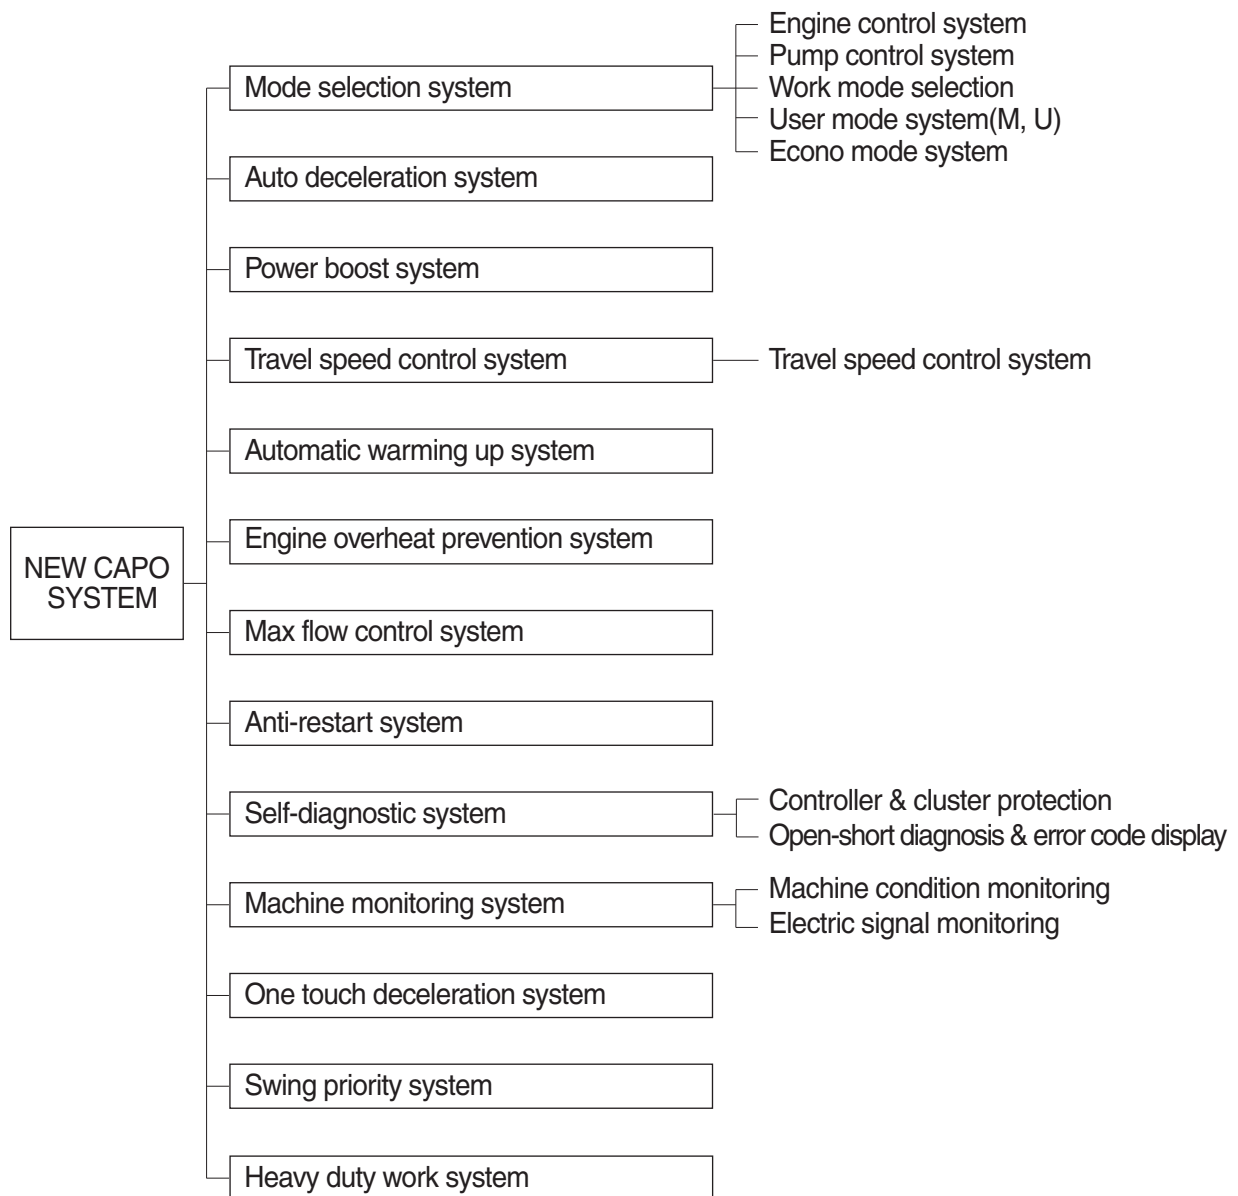 Engine control system
Pump control system
Mode selection system
Work mode selection
User mode system(M, U)
Econo mode system
Auto deceleration system
Power boost system
Travel speed control system
Travel speed control system
Automatic warming up system
Engine overheat prevention system
NEW CAPO
SYSTEM
Max flow control system
Anti-restart system
Self-diagnostic system
Controller & cluster protection
Open-short diagnosis & error code display
Machine monitoring system
Machine condition monitoring
Electric signal monitoring
One touch deceleration system
Swing priority system
Heavy duty work system